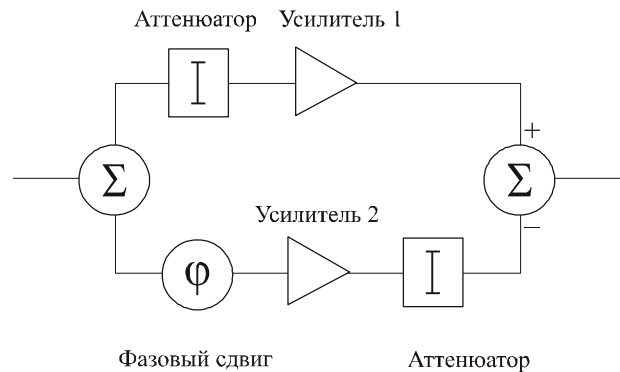 Аттенюатор Усилитель 1
+
Σ Σ
Усилитель 2
−
φ
Фазовый сдвиг Аттенюатор